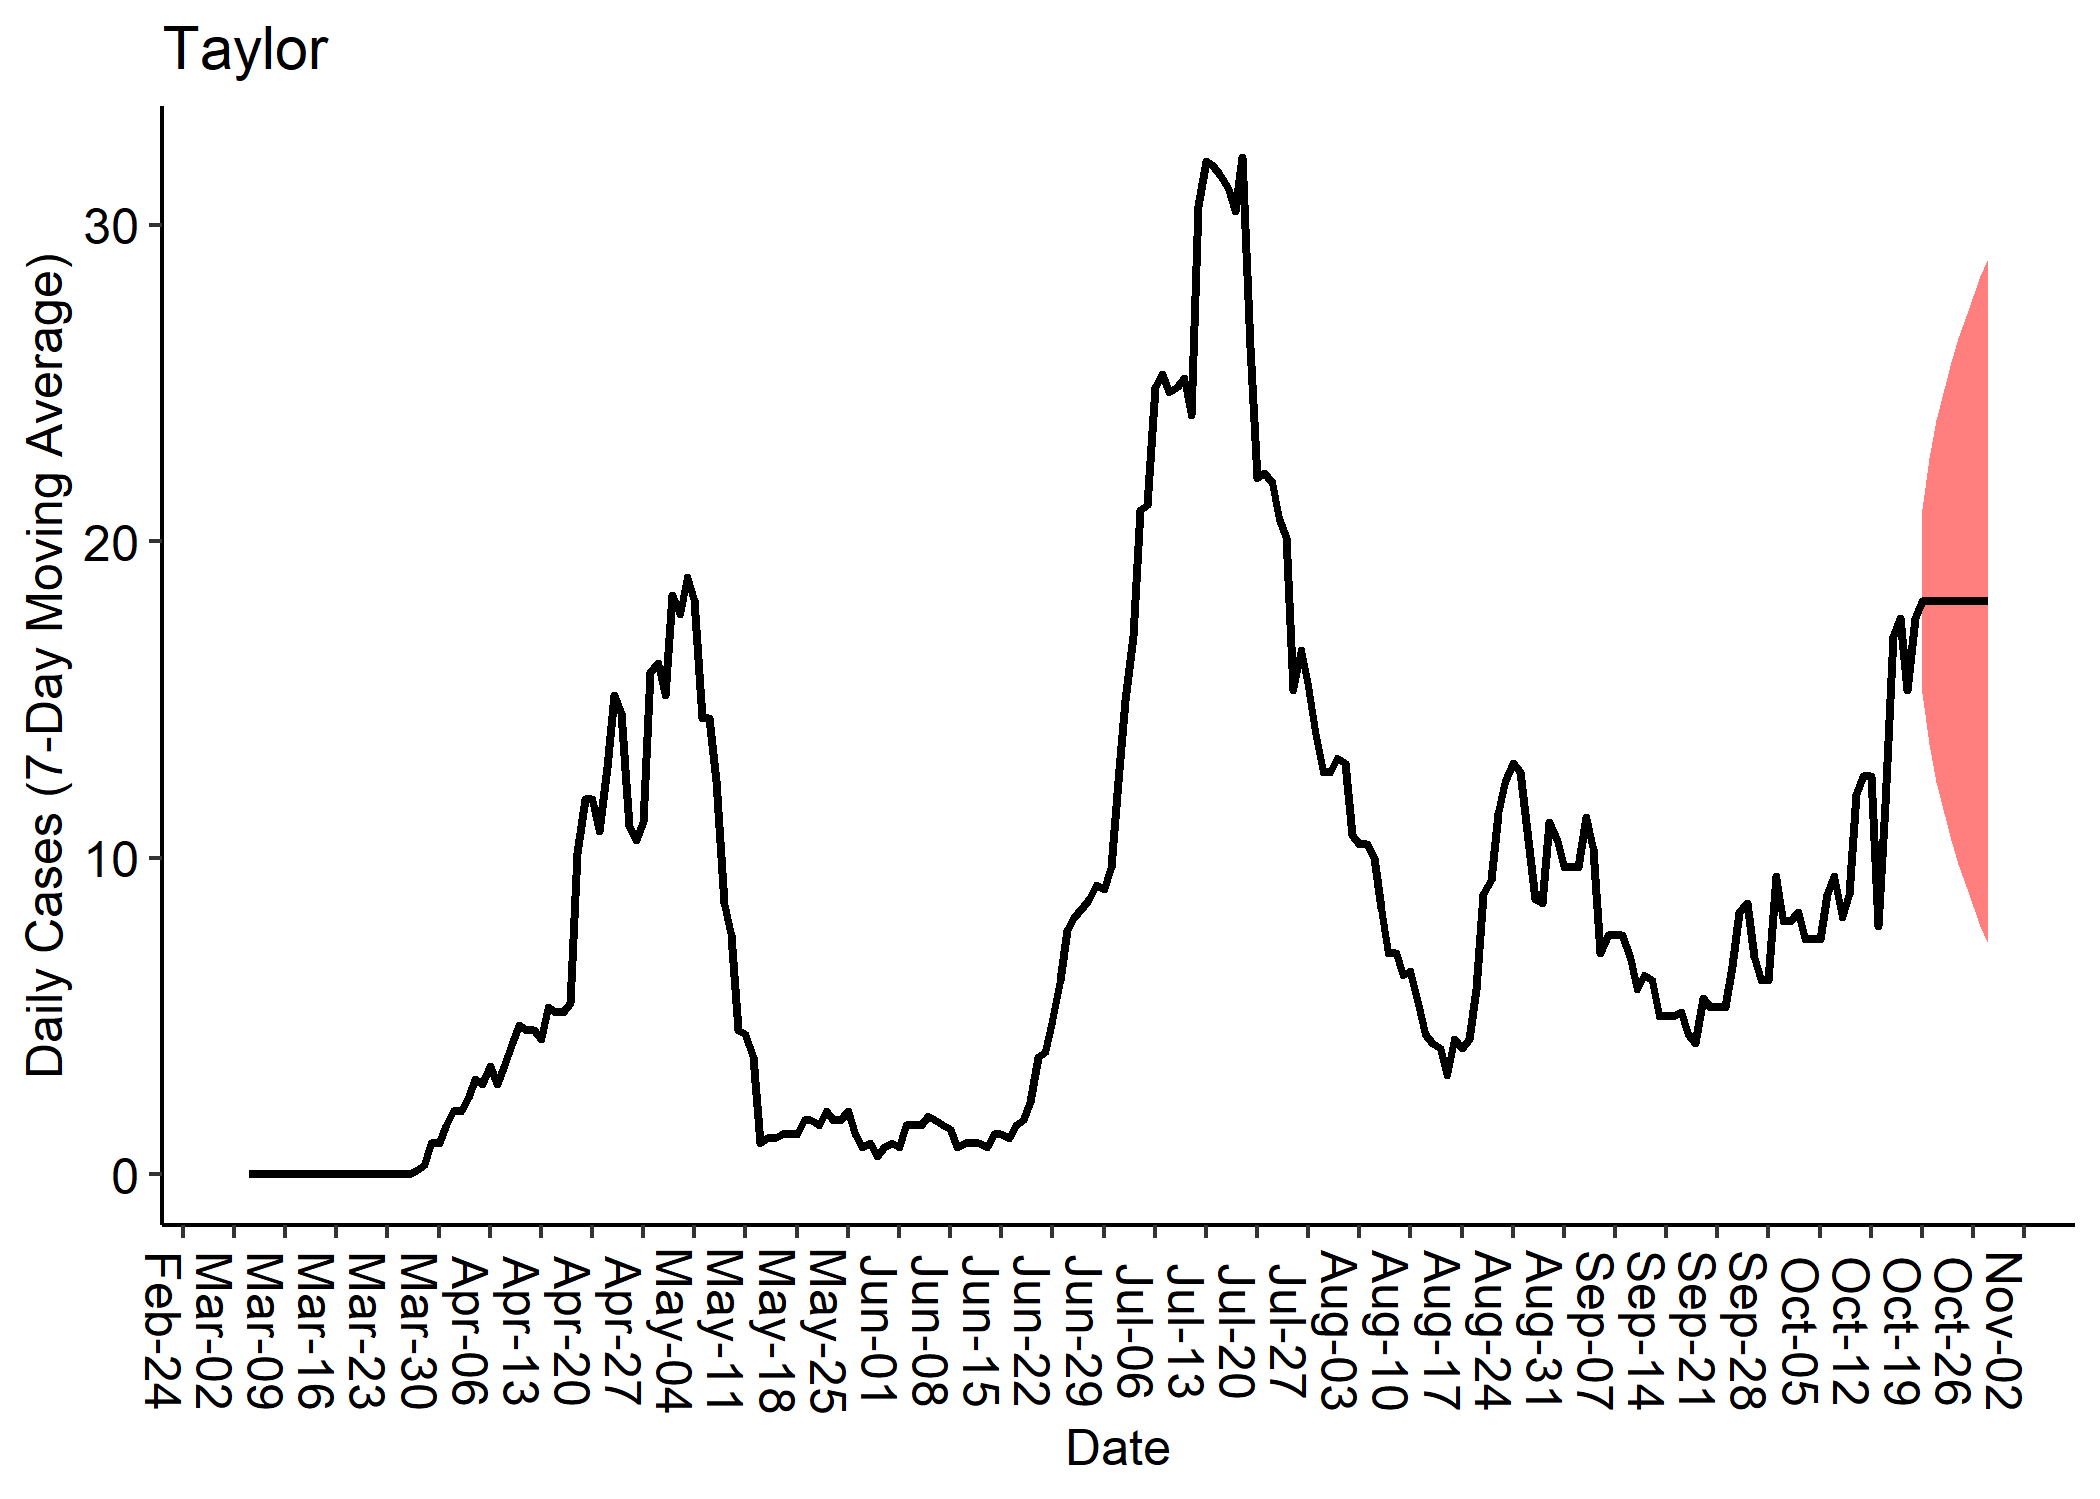 Taylor
Daily Cases (7-Day Moving Average)
30
20
10
0
Feb-24
Mar-02
Mar-09
Mar-16
Mar-23
Mar-30
Apr-06
Apr-13
Apr-20
Apr-27
May-04
May-11
May-18
May-25
Jun-01
Jun-08
Jun-15
Jun-22
Jun-29
Jul-06
Jul-13
Jul-20
Jul-27
Aug-03
Aug-10
Aug-17
Aug-24
Aug-31
Sep-07
Sep-14
Sep-21
Sep-28
Oct-05
Oct-12
Oct-19
Oct-26
Nov-02
Date